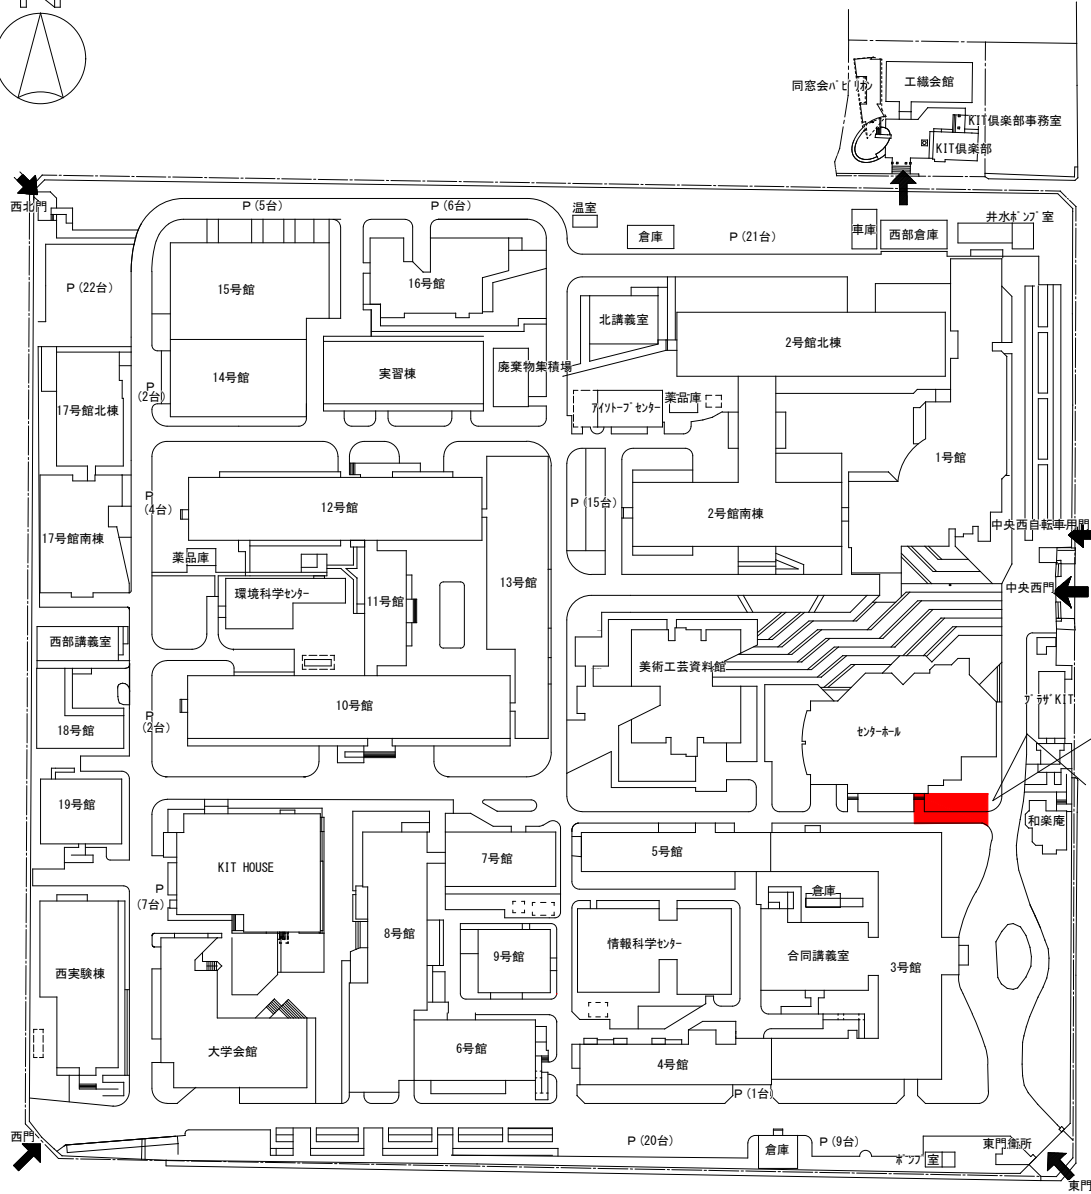 N
同窓会パビリオン
工繊会館
KIT倶楽部事務室
KIT倶楽部
西北門
P(5台)
P(6台)
温室
倉庫
P(21台)
車庫
西部倉庫
井水ポンプ室
P(22台)
15号館
16号館
北講義室
2号館北棟
14号館
実習棟
廃棄物集積場
P
(2台)
17号館北棟
アイソトープセンター
薬品庫
1号館
12号館
P
(4台)
P(15台)
2号館南棟
中央西自転車用門
17号館南棟
薬品庫
環境科学センター
11号館
13号館
中央西門
西部講義室
美術工芸資料館
プラザKIT
18号館
P
(2台)
10号館
センターホール
19号館
和楽庵
KIT HOUSE
7号館
5号館
P
(7台)
倉庫
8号館
9号館
情報科学センター
合同講義室
3号館
西実験棟
大学会館
6号館
4号館
P(1台)
西門
P(20台)
倉庫
P(9台)
ポンプ室
東門衛所
東門